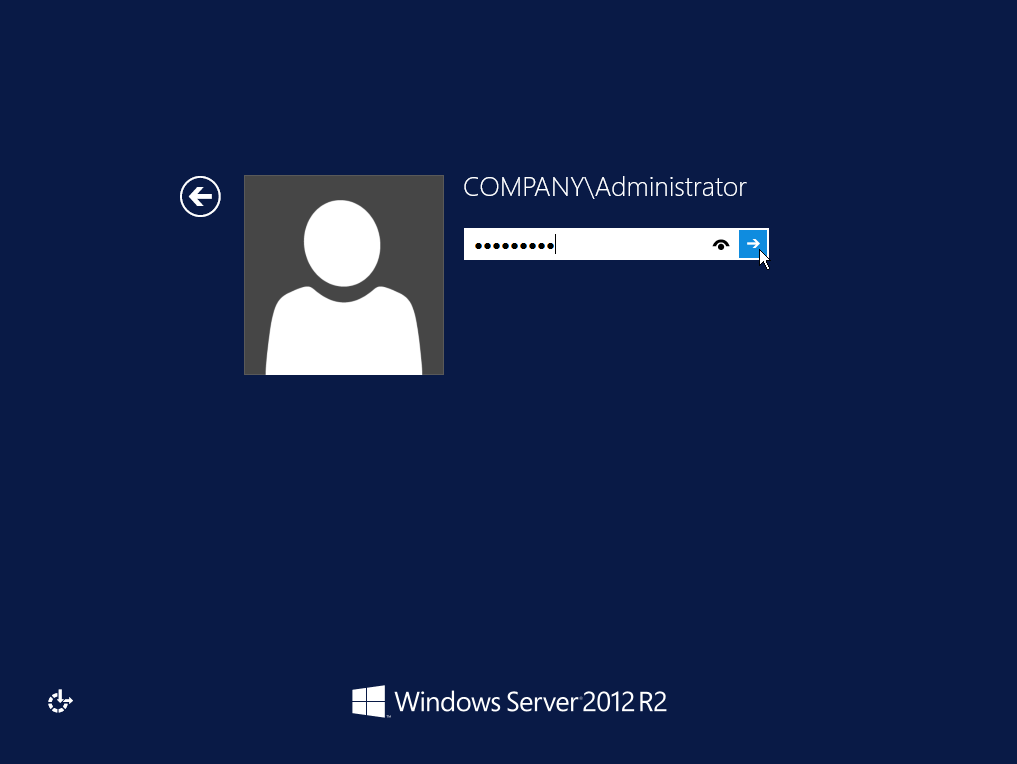 COMPANY\Administrator
●●●●●●●●●
Windows Server 2012 R2